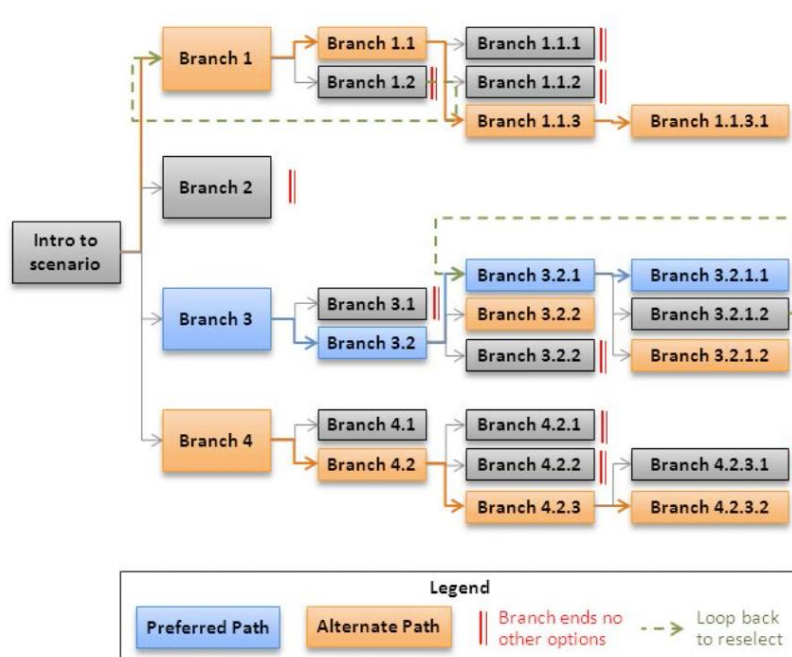 Branch 1
Branch 1.1
Branch 1.1.1
Branch 1.2
Branch 1.1.2
Branch 1.1.3
Branch 1.1.3.1
Branch 2
Intro to
scenario
Branch 3
Branch 3.1
Branch 3.2
Branch 3.2.1
Branch 3.2.1.1
Branch 3.2.2
Branch 3.2.1.2
Branch 3.2.2
Branch 3.2.1.2
Branch 4
Branch 4.1
Branch 4.2
Branch 4.2.1
Branch 4.2.2
Branch 4.2.3.1
Branch 4.2.3
Branch 4.2.3.2
Legend
Preferred Path
Alternate Path
Branch ends no
other options
Loop back
to reselect